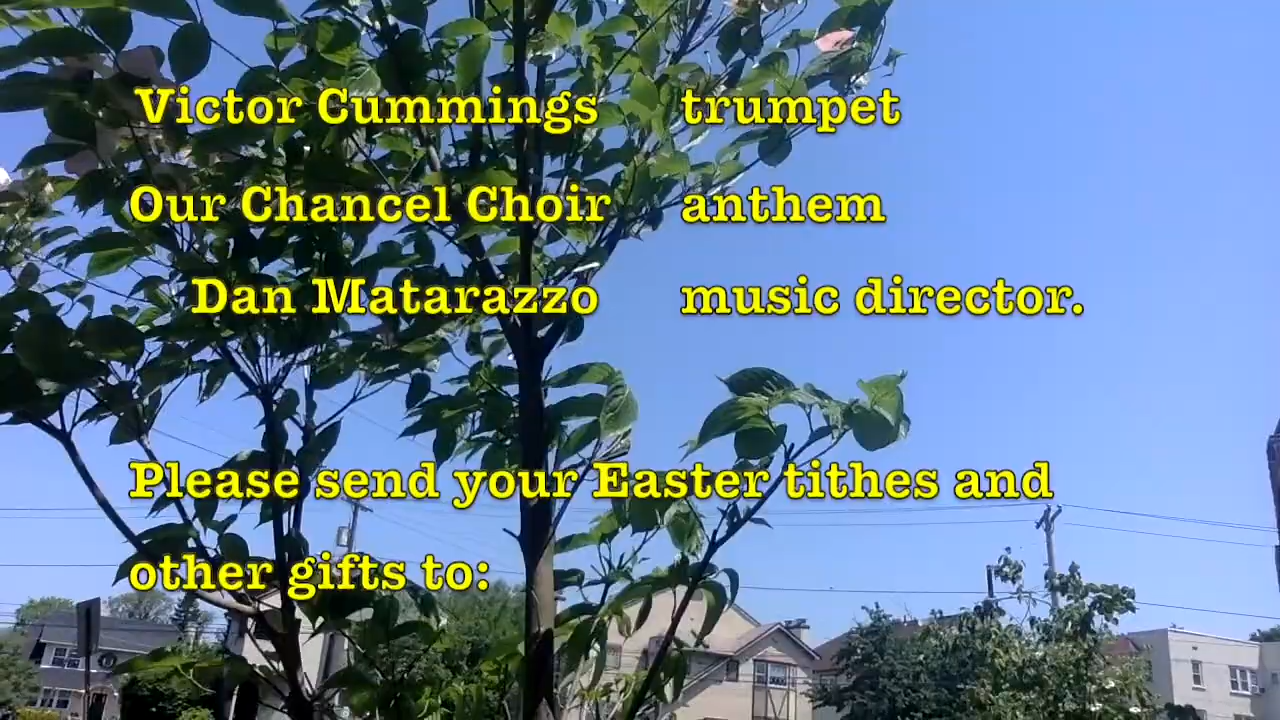 Victor Cummings trumpet
Our Chancel Choir anthem
Dan Matarazzo music director.
Please send your Easter tithes and
other gifts to: